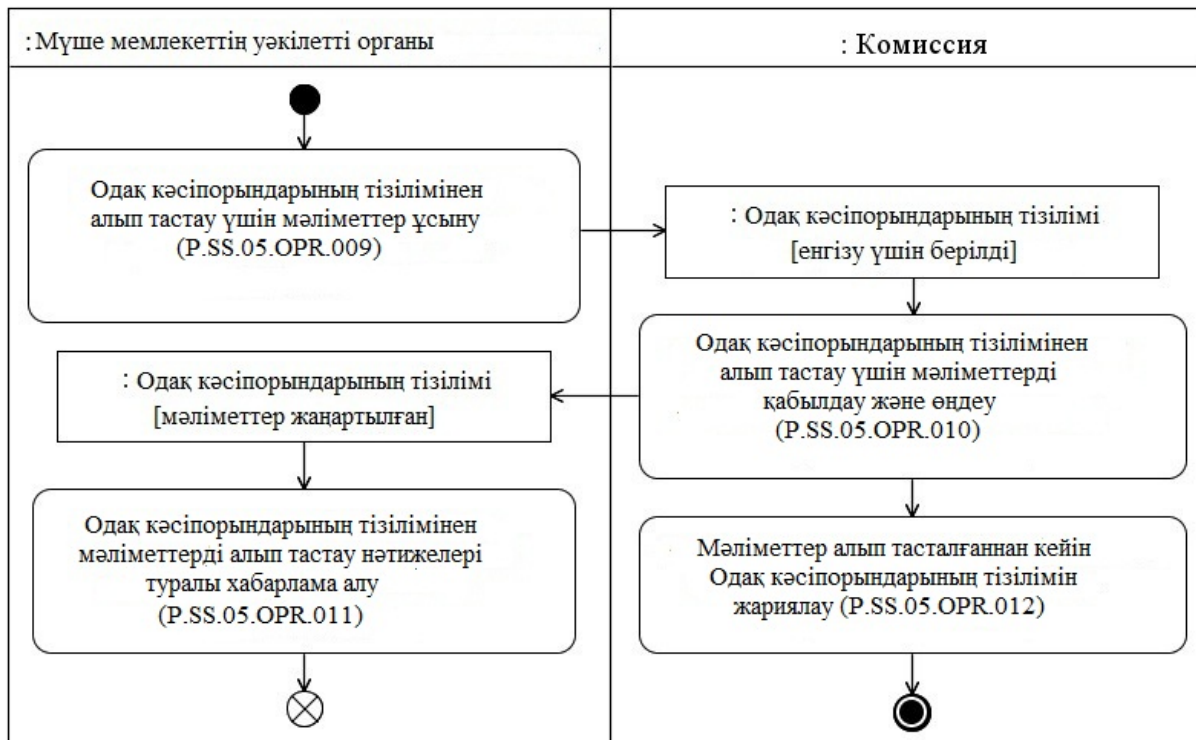 : Мүше мемлекеттің уәкілетті органы
: Комиссия
Одақ кәсіпорындарының тізілімінен
алып тастау үшін мәліметтер ұсыну
(P.SS.05.OPR.009)
: Одақ кәсіпорындарының тізілімі
[енгізу үшін берілді]
Одақ кәсіпорындарының тізілімінен
алып тастау үшін мәліметтерді
қабылдау және өңдеу
(P.SS.05.OPR.010)
: Одақ кәсіпорындарының тізілімі
[мәліметтер жаңартылған]
Одақ кәсіпорындарының тізілімінен
мәліметтерді алып тастау нәтижелері
туралы хабарлама алу
(P.SS.05.OPR.011)
Мәліметтер алып тасталғаннан кейін
Одақ кәсіпорындарының тізілімін
жариялау (P.SS.05.OPR.012)